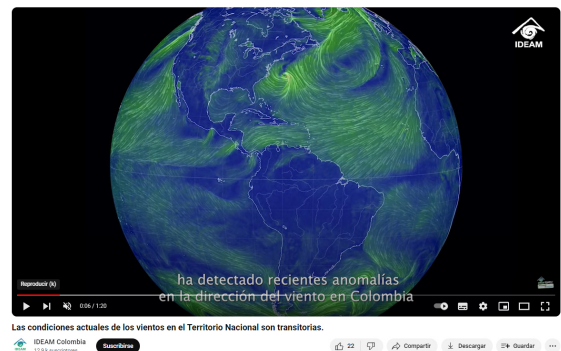 IDEAM
ha detectado recientes anomalías
en la dirección del viento en Colombia
Reproducir (k)
0:06 / 1:20
Las condiciones actuales de los vientos en el Territorio Nacional son transitorias.
IDEAM Colombia
Suscribirse
22
Compartir
Descargar
Guardar